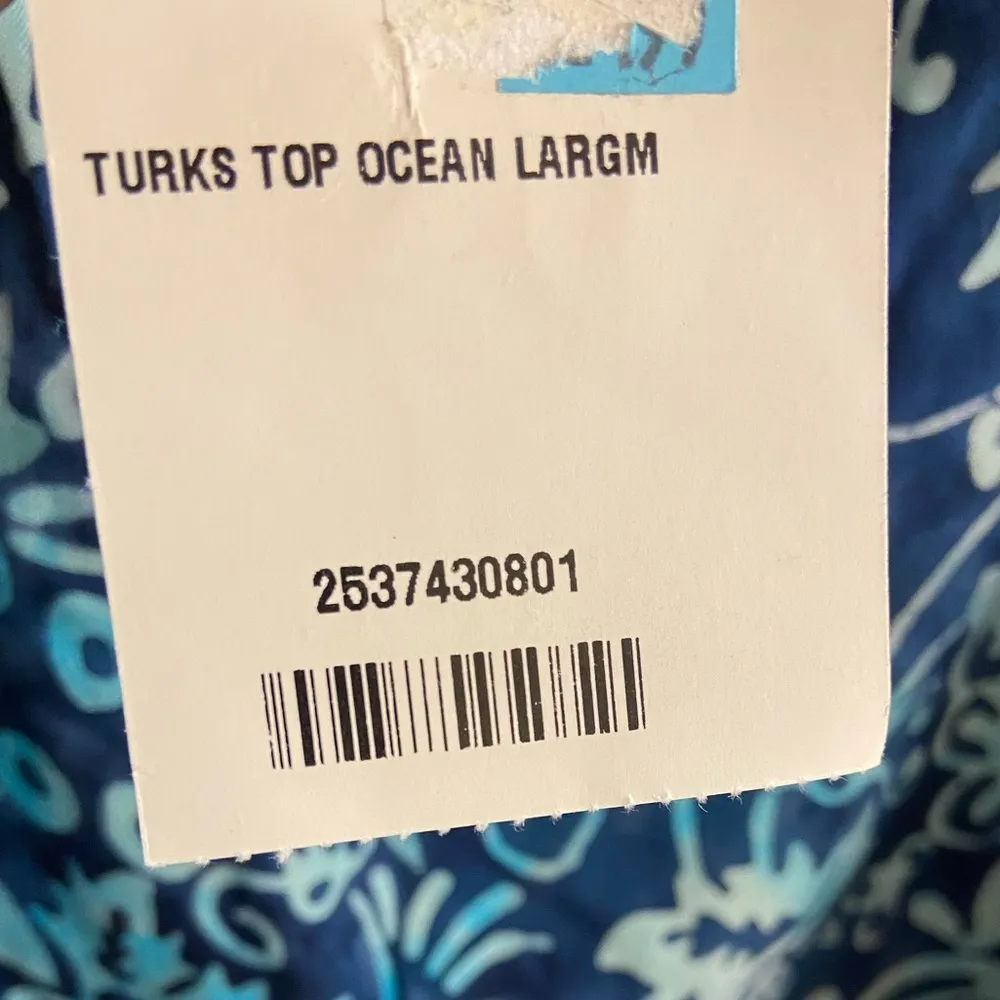 TURKS TOP OCEAN LARGM
2537430801